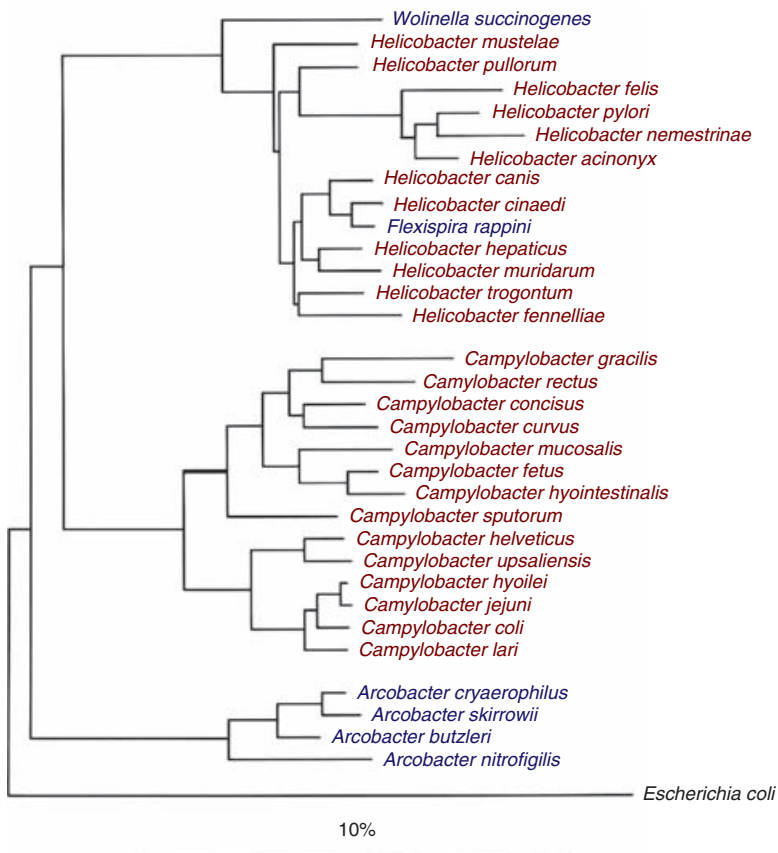 Wolinella succinogenes
Helicobacter mustelae
Helicobacter pullorum
Helicobacter felis
Helicobacter pylori
Helicobacter nemestrinae
Helicobacter acinonyx
Helicobacter canis
Helicobacter cinaedi
Flexispira rappini
Helicobacter hepaticus
Helicobacter muridarum
Helicobacter trogontum
Helicobacter fennelliae
Campylobacter gracilis
Camylobacter rectus
Campylobacter concisus
Campylobacter curvus
Campylobacter mucosalis
Campylobacter fetus
Campylobacter hyointestinalis
Campylobacter sputorum
Campylobacter helveticus
Campylobacter upsaliensis
Campylobacter hyoilei
Camylobacter jejuni
Campylobacter coli
Campylobacter lari
Arcobacter cryaerophilus
Arcobacter skirrowii
Arcobacter butzleri
Arcobacter nitrofigilis
Escherichia coli
10%